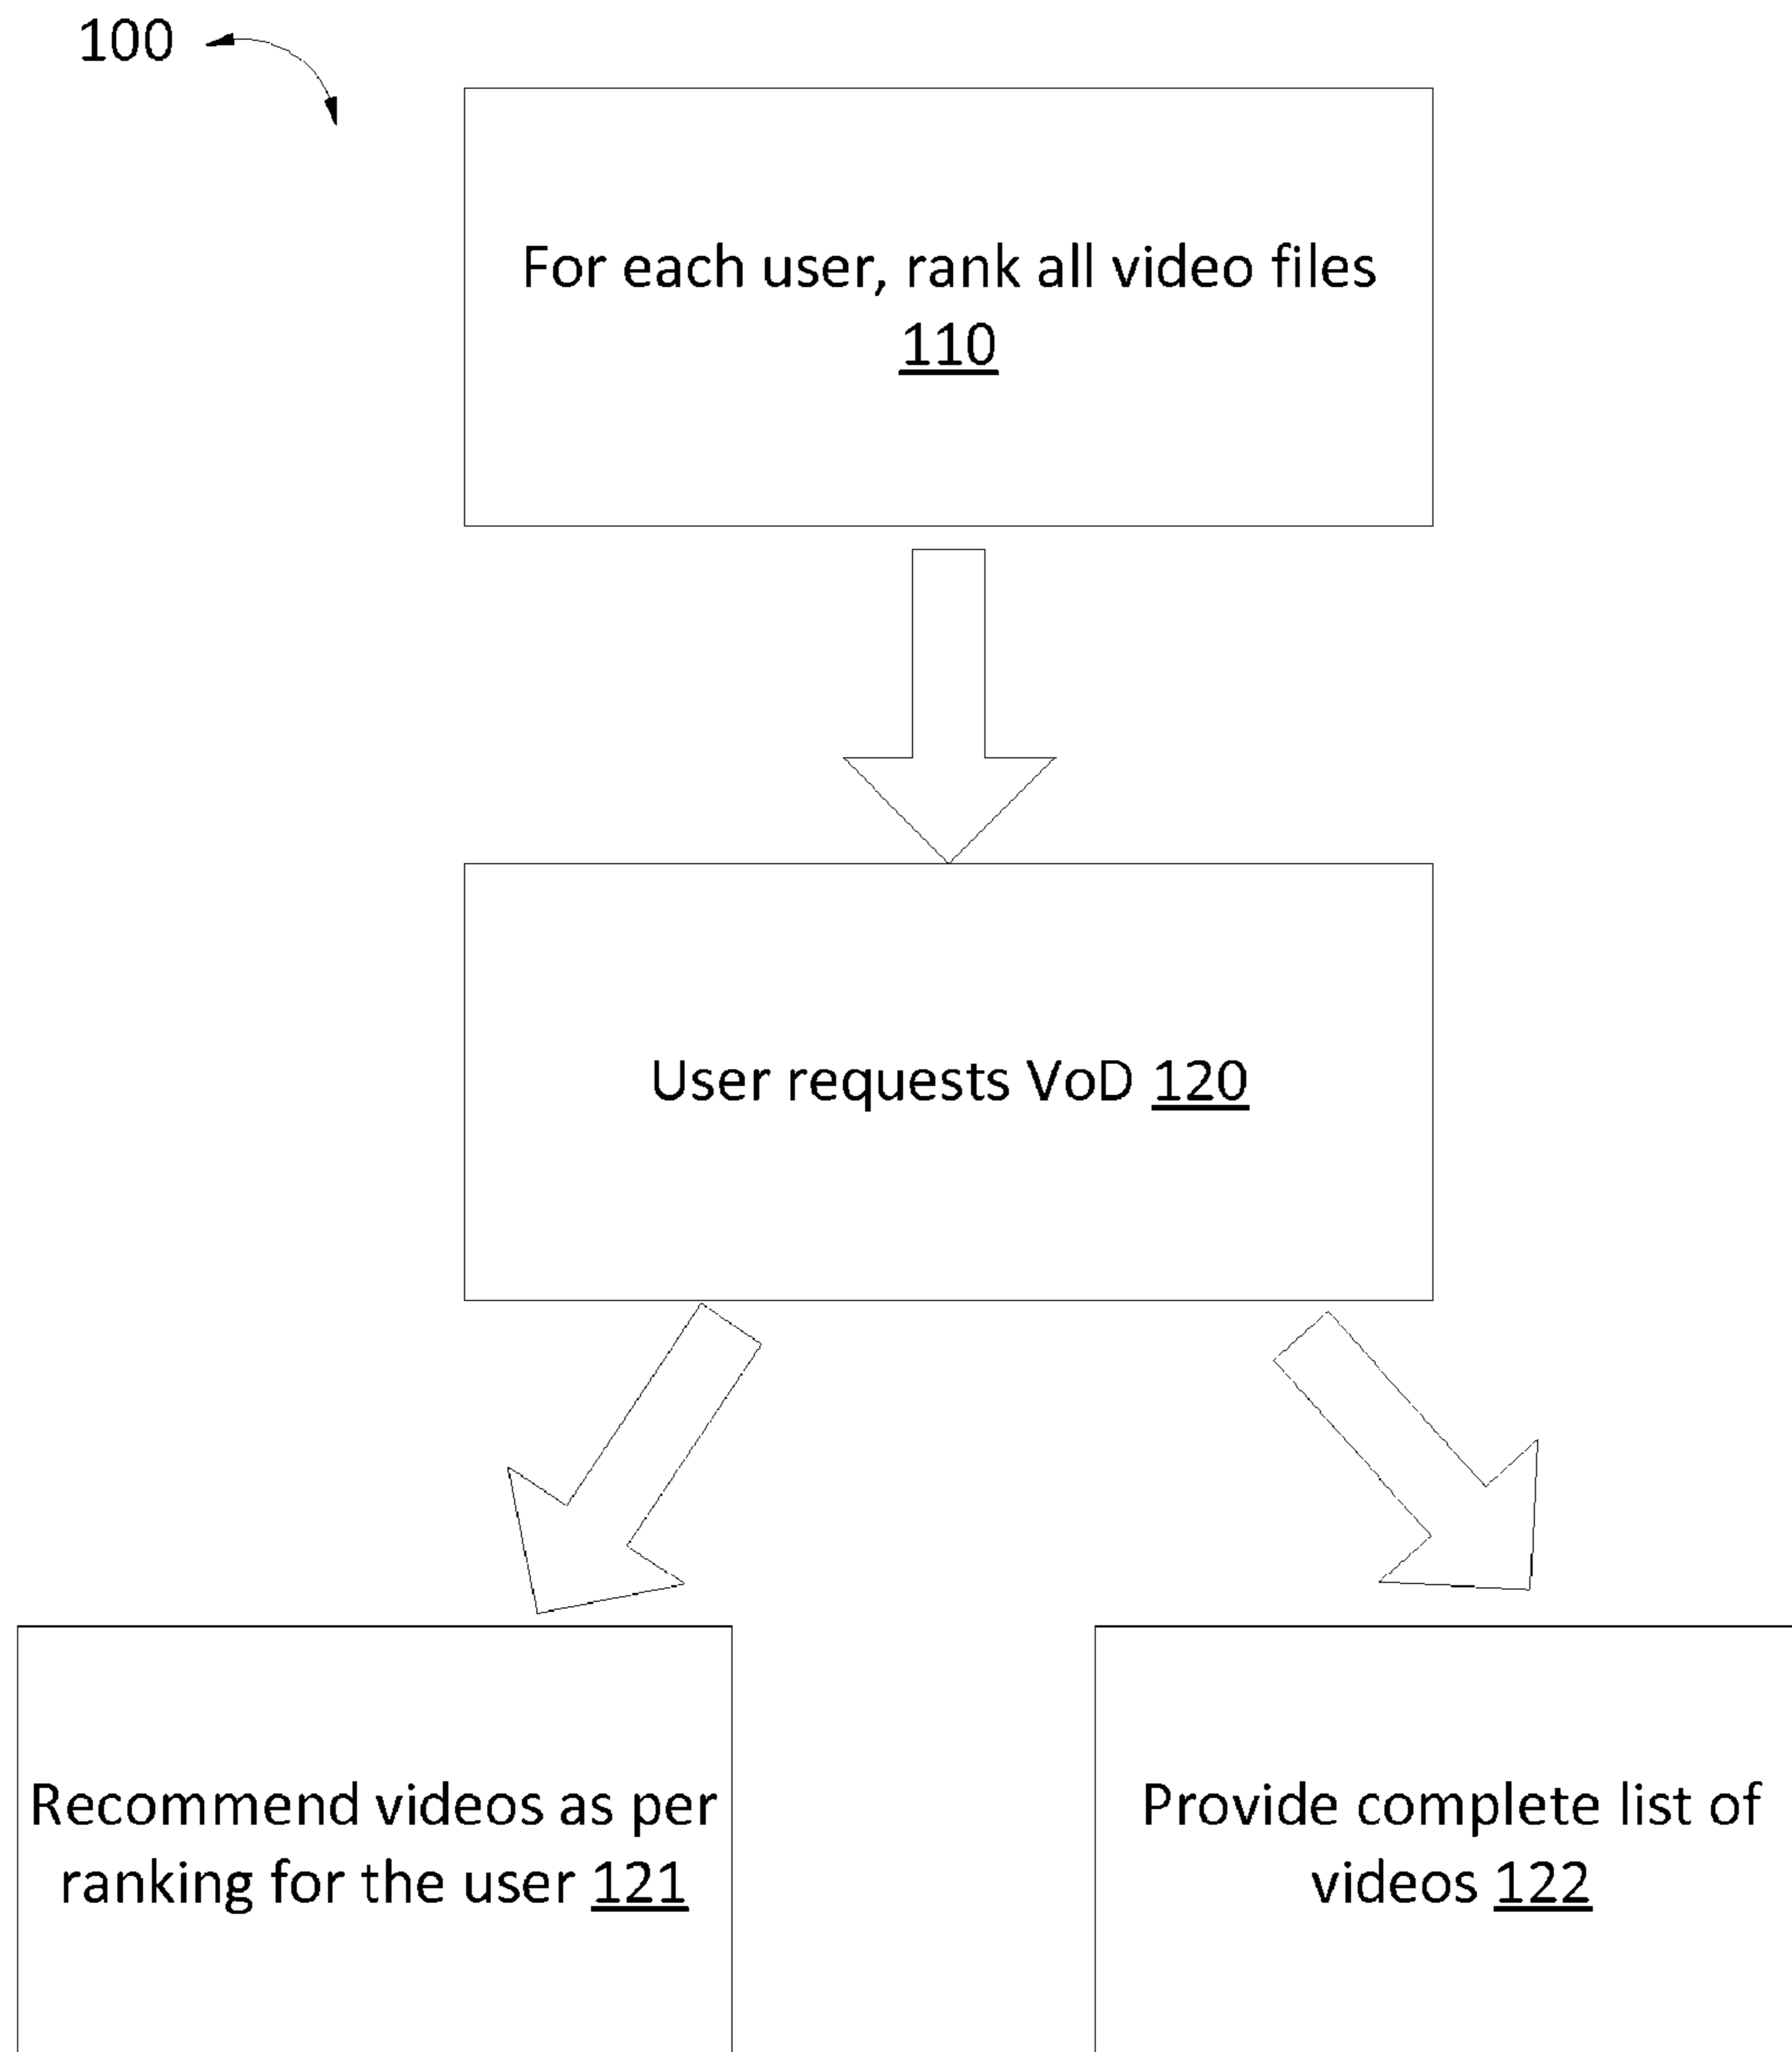 100
For each user, rank all video files
110
User requests VoD 120
Recommend videos as per
ranking for the user 121
Provide complete list of
videos 122